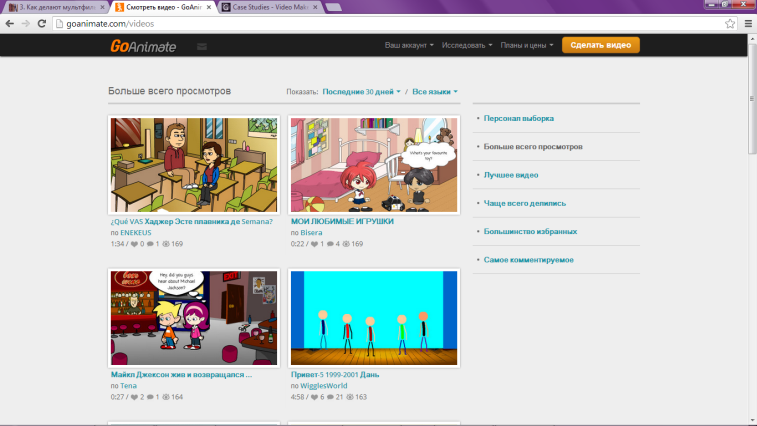 3. Как делают мультфил
Смотреть видео - GoAni
Case Studies - Video Mak
goanimate.com/videos
GoAnimate
Ваш аккаунт
Исследовать
Планы и цены
Сделать видео
Больше всего просмотров
Показать: Последние 30 дней / Все языки
¿Qué VAS Хаджер Эсте плавника де Semana?
по ENEKEUS
1:34 / 0 1 169
What's your favourite toy?
МОИ ЛЮБИМЫЕ ИГРУШКИ
по Bisera
0:22 / 1 4 169
Hey, did you guys hear about Michael Jackson?
Майкл Джексон жив и возвращался ...
по Tena
0:27 / 2 1 164
Привет-5 1999-2001 Дань
по WigglesWorld
4:58 / 6 21 163
Персонал выборка
Больше всего просмотров
Лучшее видео
Чаще всего делились
Большинство избранных
Самое комментируемое